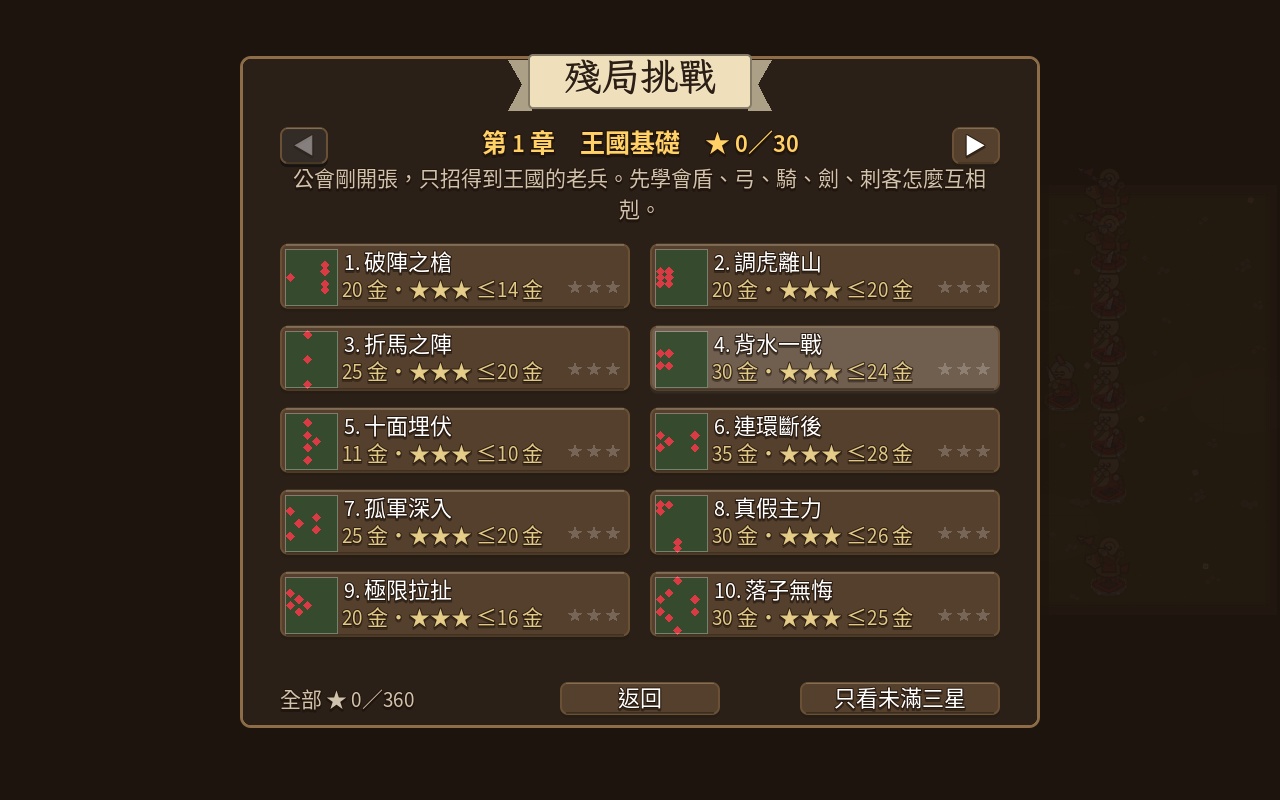 殘局挑戰
◀ 第 1 章　王國基礎　★ 0／30 ▶
公會剛開張，只招得到王國的老兵。先學會盾、弓、騎、劍、刺客怎麼互相
剋。
1. 破陣之槍
20 金・★★★ ≤14 金 ★★★
2. 調虎離山
20 金・★★★ ≤20 金 ★★★
3. 折馬之陣
25 金・★★★ ≤20 金 ★★★
4. 背水一戰
30 金・★★★ ≤24 金 ★★★
5. 十面埋伏
11 金・★★★ ≤10 金 ★★★
6. 連環斷後
35 金・★★★ ≤28 金 ★★★
7. 孤軍深入
25 金・★★★ ≤20 金 ★★★
8. 真假主力
30 金・★★★ ≤26 金 ★★★
9. 極限拉扯
20 金・★★★ ≤16 金 ★★★
10. 落子無悔
30 金・★★★ ≤25 金 ★★★
全部 ★ 0／360
返回
只看未滿三星